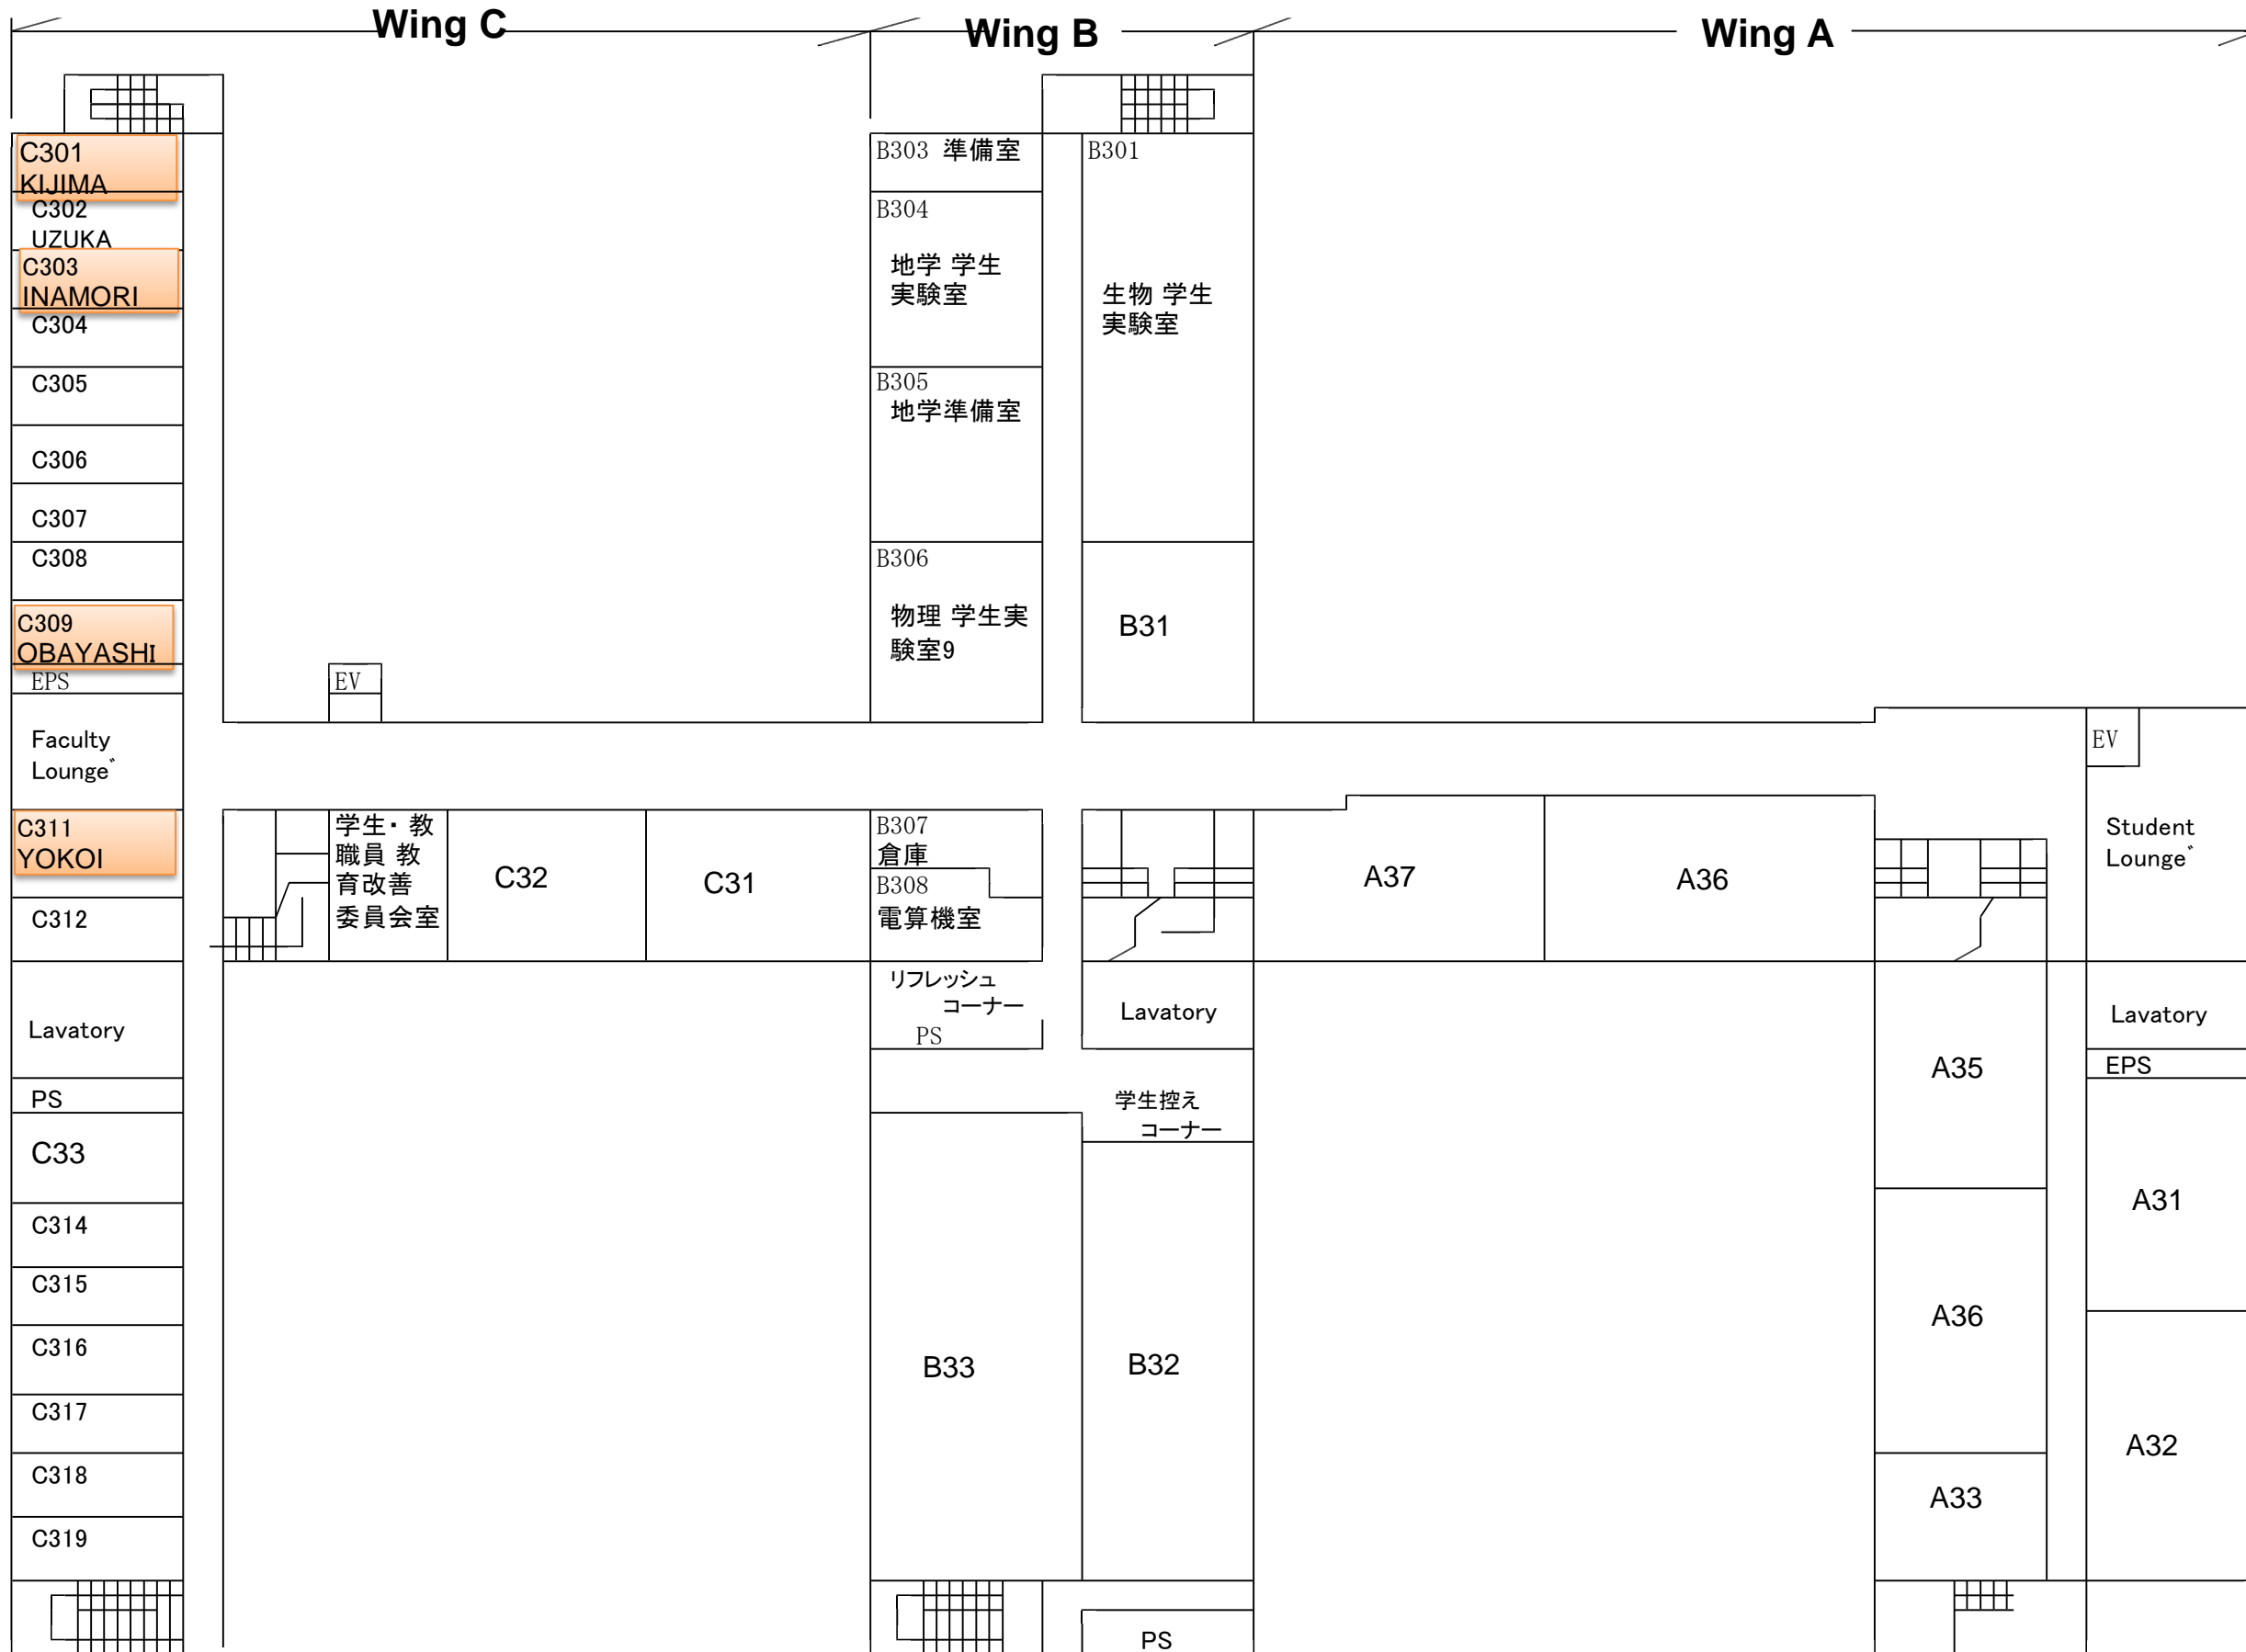 Wing C
Wing B
Wing A
C301
KIJIMA
C302
UZUKA
C303
INAMORI
C304
C305
C306
C307
C308
C309
OBAYASHI
EPS
Faculty
Lounge゛
C311
YOKOI
C312
Lavatory
PS
C33
C314
C315
C316
C317
C318
C319
EV
学生・教
職員 教
育改善
委員会室
C32
C31
B303 準備室
B304
地学 学生
実験室
B305
地学準備室
B306
物理 学生実
験室9
B307
倉庫
B308
電算機室
リフレッシュ
コーナー
PS
B33
B301
生物 学生
実験室
B31
Lavatory
学生控え
コーナー
B32
PS
A37
A36
A35
A36
A33
EV
Student
Lounge゛
Lavatory
EPS
A31
A32